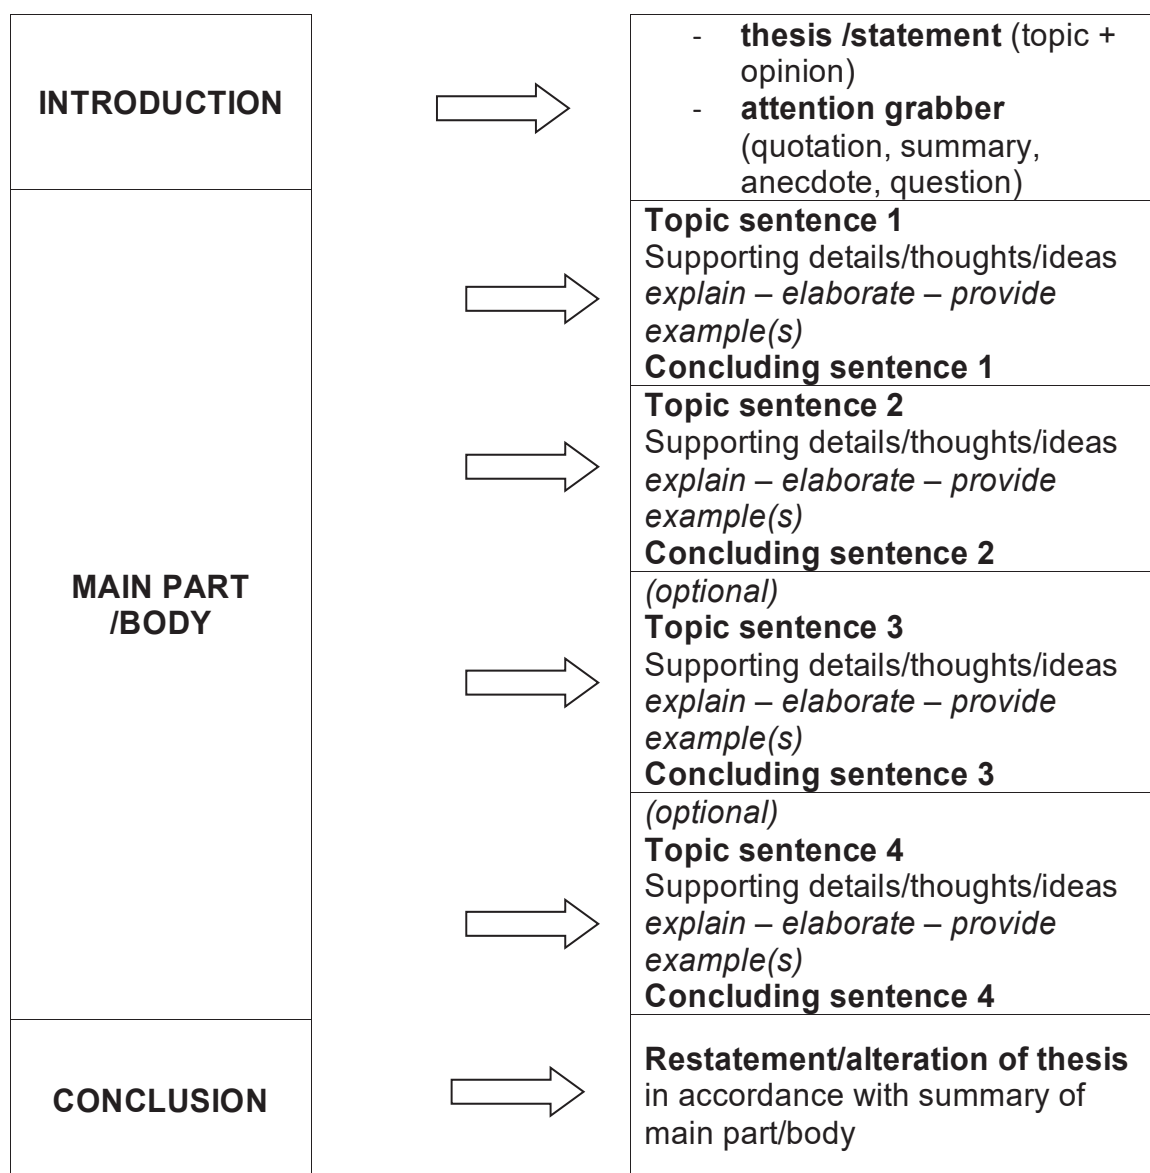 INTRODUCTION
- thesis /statement (topic +
opinion)
- attention grabber
(quotation, summary,
anecdote, question)
MAIN PART
/BODY
Topic sentence 1
Supporting details/thoughts/ideas
explain – elaborate – provide
example(s)
Concluding sentence 1
Topic sentence 2
Supporting details/thoughts/ideas
explain – elaborate – provide
example(s)
Concluding sentence 2
(optional)
Topic sentence 3
Supporting details/thoughts/ideas
explain – elaborate – provide
example(s)
Concluding sentence 3
(optional)
Topic sentence 4
Supporting details/thoughts/ideas
explain – elaborate – provide
example(s)
Concluding sentence 4
CONCLUSION
Restatement/alteration of thesis
in accordance with summary of
main part/body